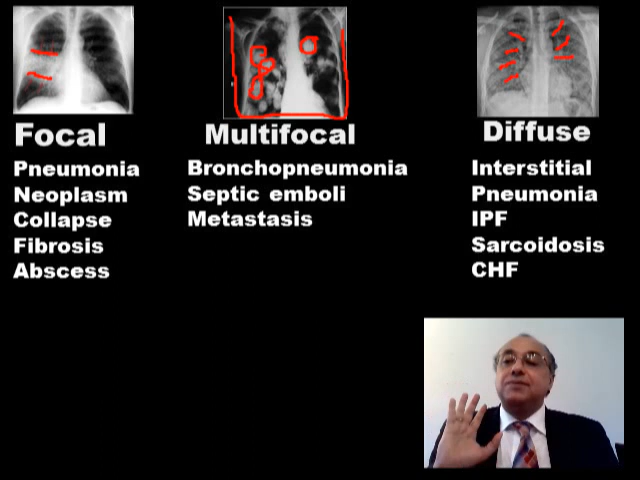 Focal
Pneumonia
Neoplasm
Collapse
Fibrosis
Abscess
Multifocal
Bronchopneumonia
Septic emboli
Metastasis
Diffuse
Interstitial
Pneumonia
IPF
Sarcoidosis
CHF